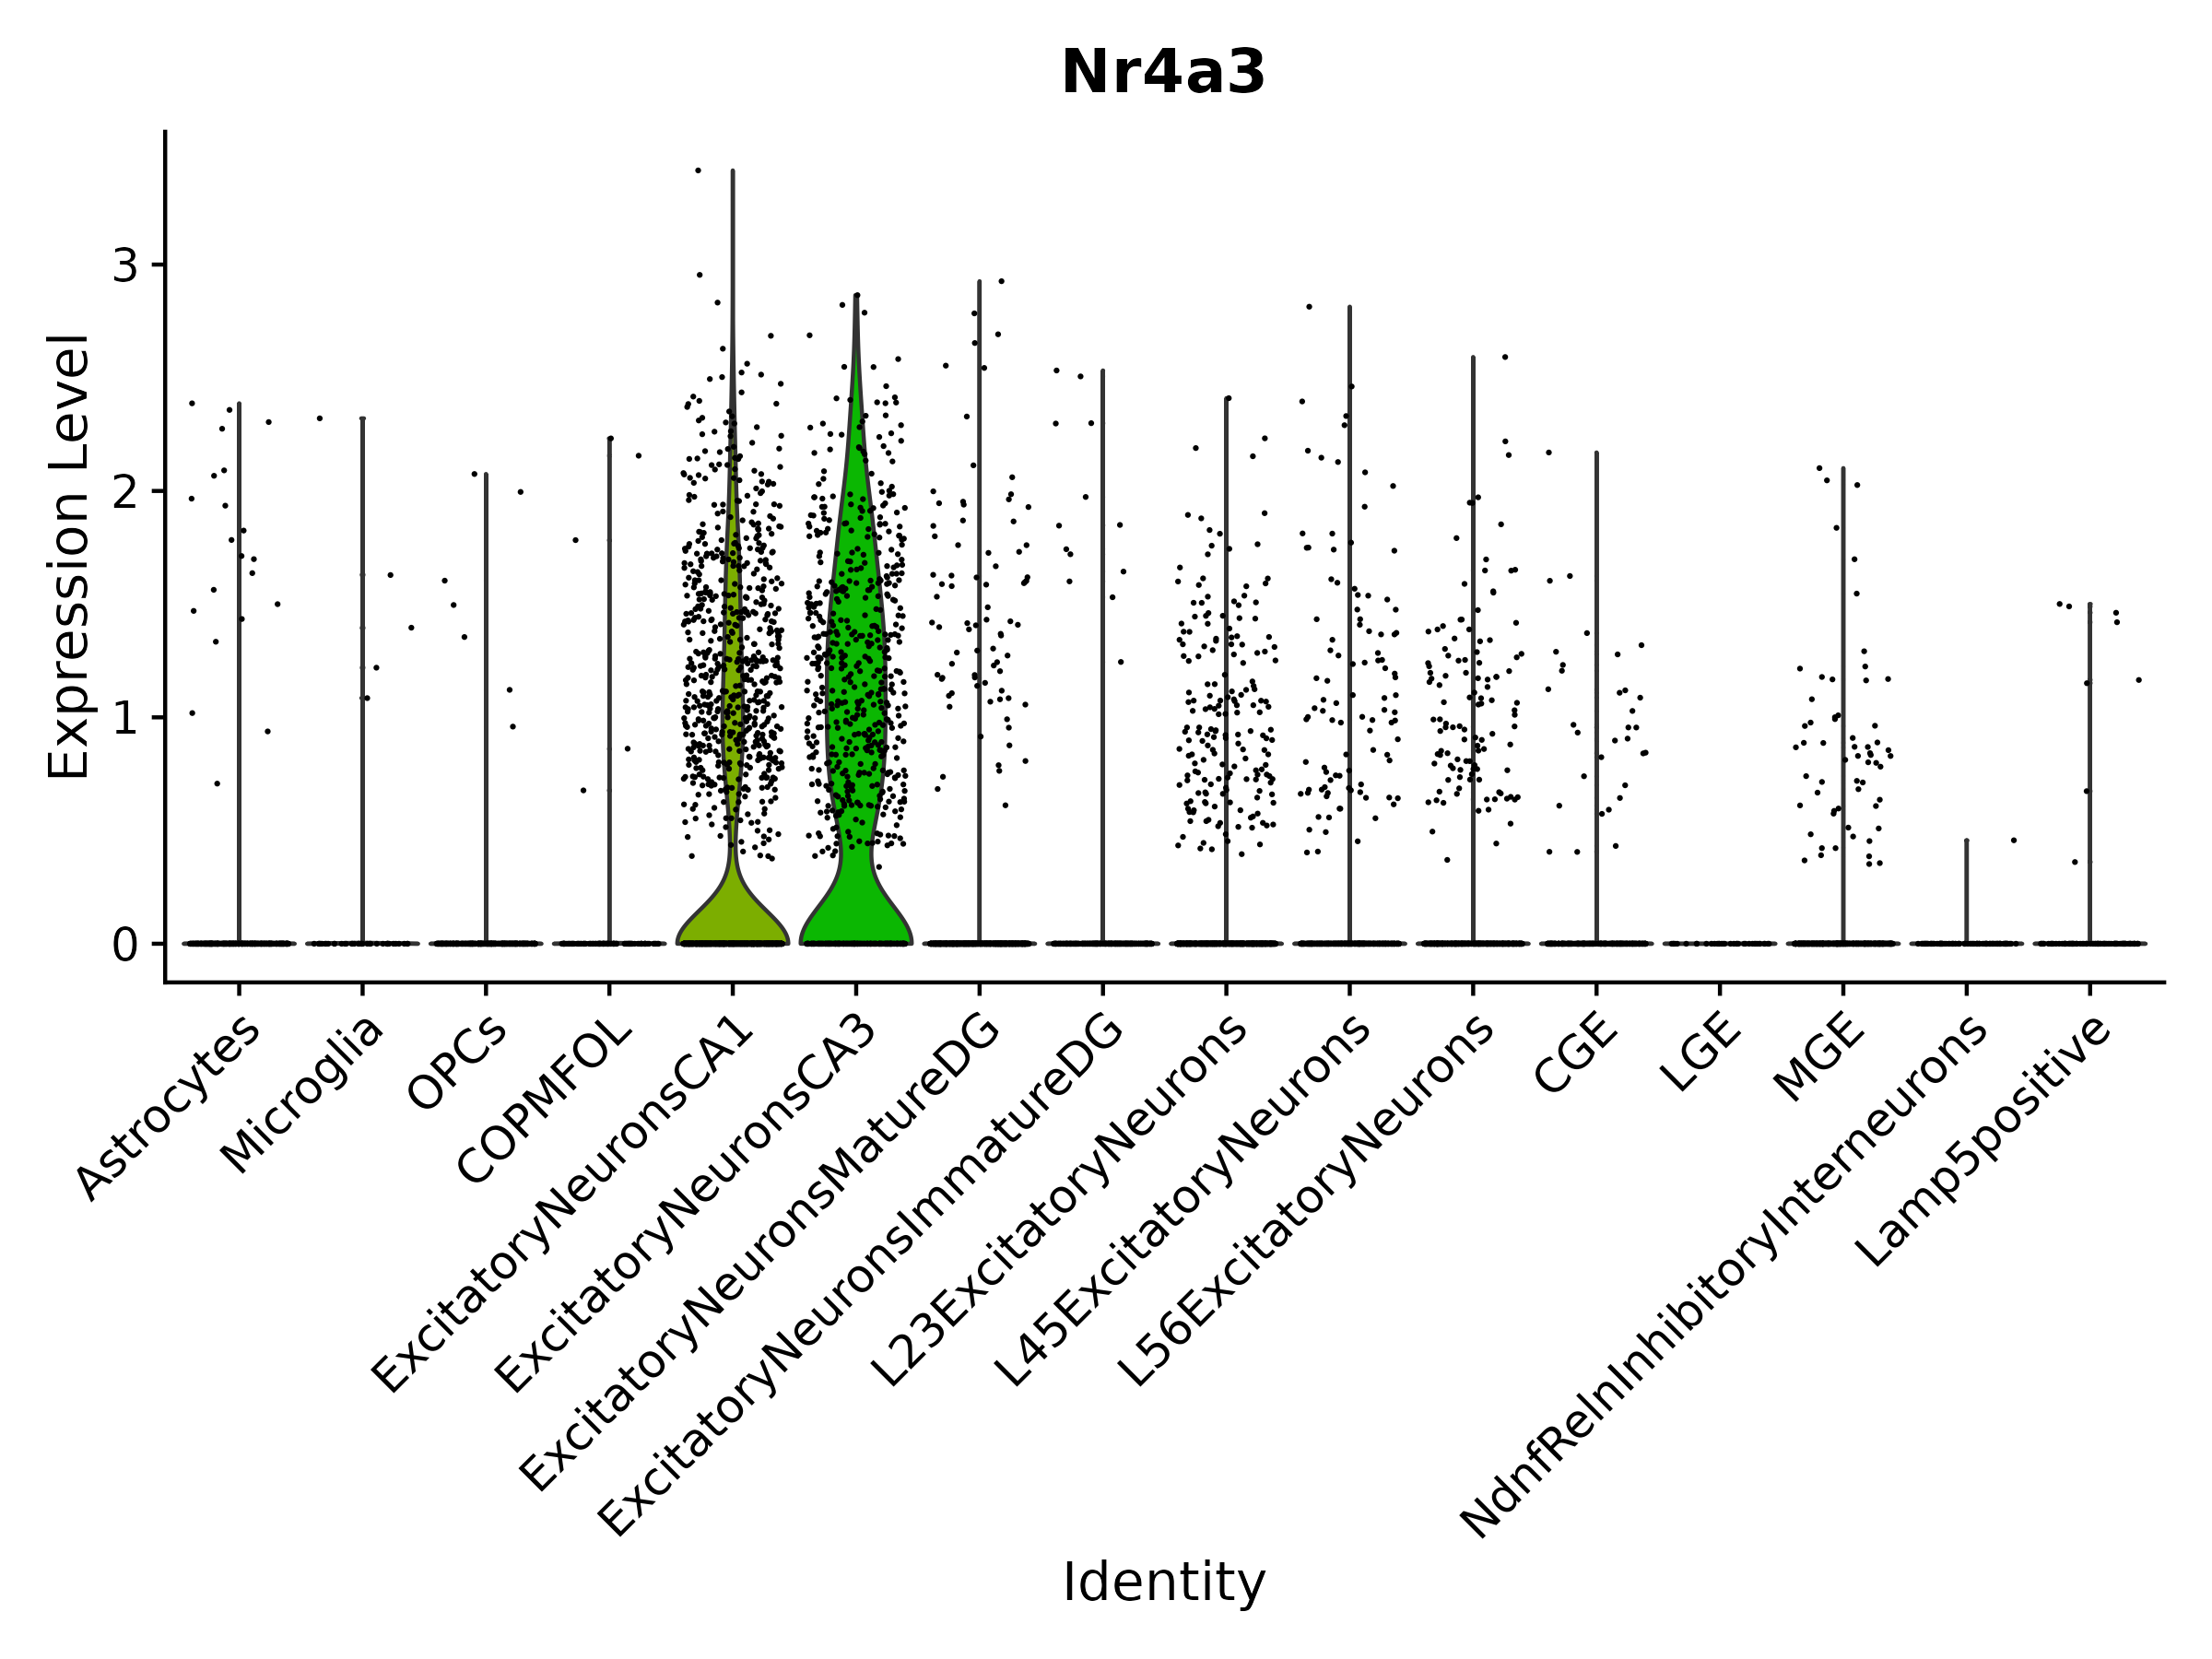 Nr4a3
Expression Level
3
2
1
0
Astrocytes
Microglia
OPCs
COPMFOL
ExcitatoryNeuronsCA1
ExcitatoryNeuronsCA3
ExcitatoryNeuronsMatureDG
ExcitatoryNeuronsImmatureDG
L23ExcitatoryNeurons
L45ExcitatoryNeurons
L56ExcitatoryNeurons
CGE
LGE
MGE
NdnfRelnInhibitoryInterneurons
Lamp5positive
Identity